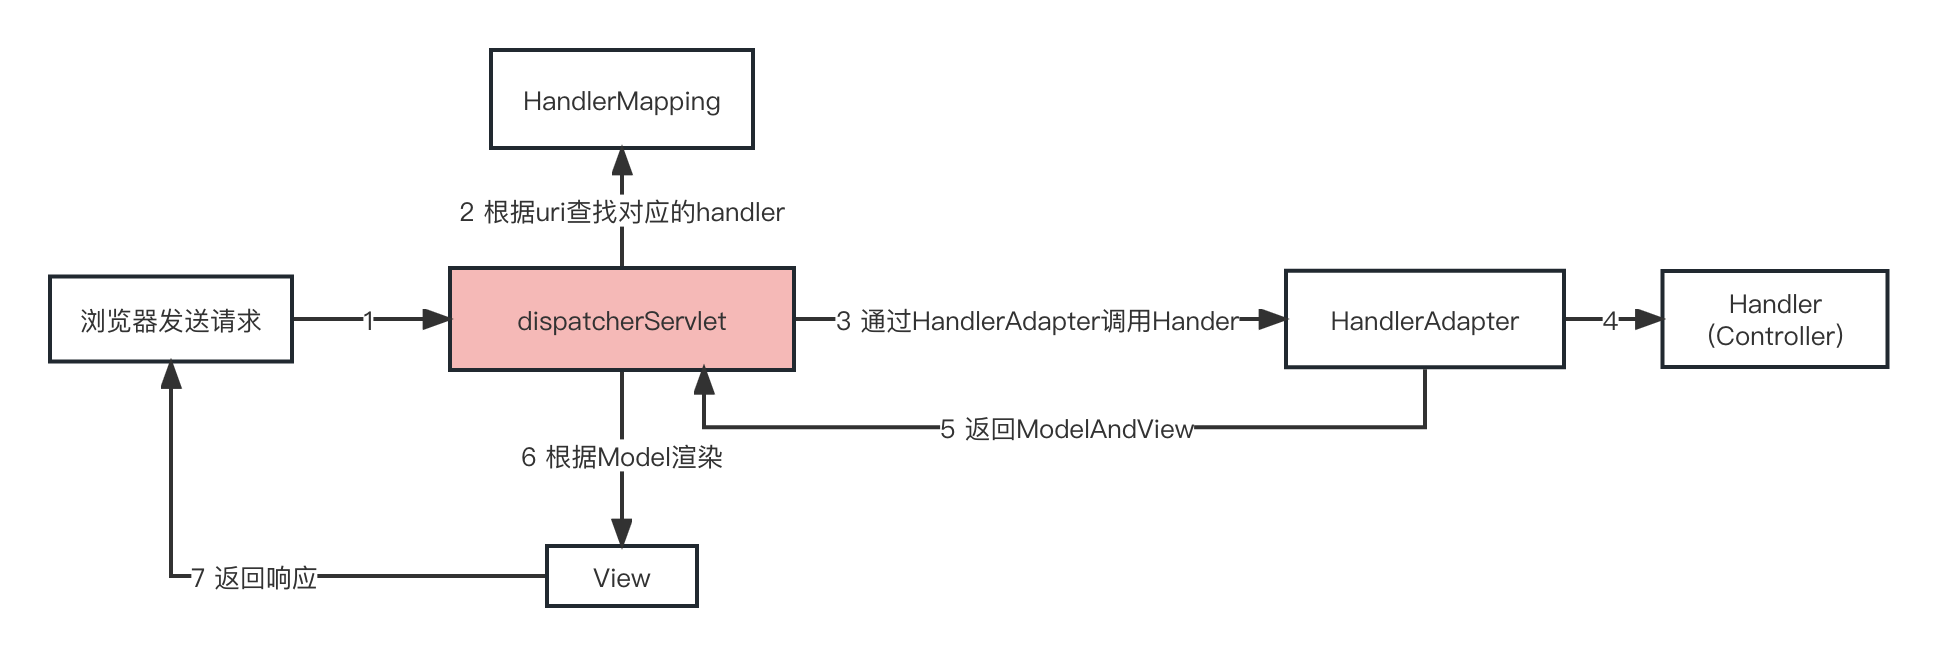 HandlerMapping
2 根据uri查找对应的handler
浏览器发送请求
1
dispatcherServlet
3 通过HandlerAdapter调用Hander
HandlerAdapter
4
Handler
(Controller)
5 返回ModelAndView
6 根据Model渲染
7 返回响应
View